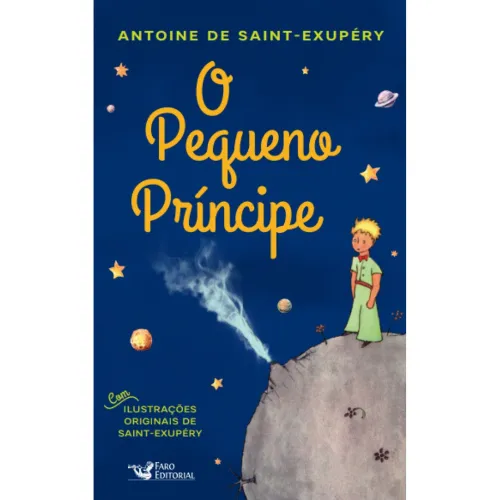 ANTOINE DE SAINT-EXUPÉRY
O
Pequeno
Príncipe
Com
ILUSTRAÇÕES
ORIGINAIS DE
SAINT-EXUPÉRY
FARO
EDITORIAL